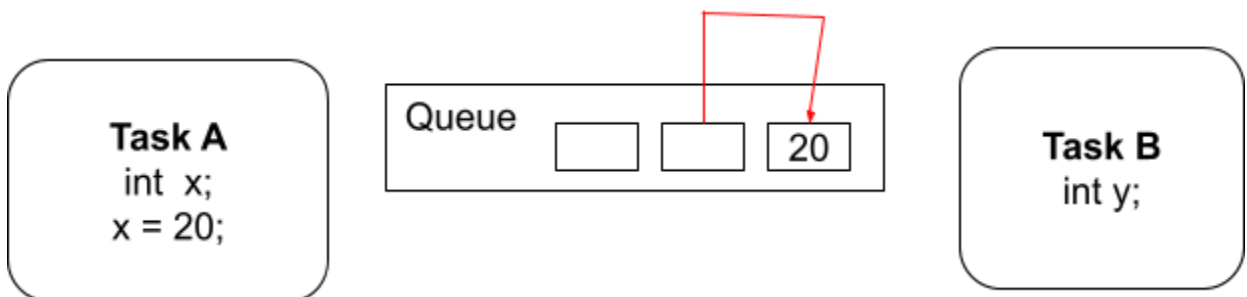 Task A
int x;
x = 20;
Queue
20
Task B
int y;